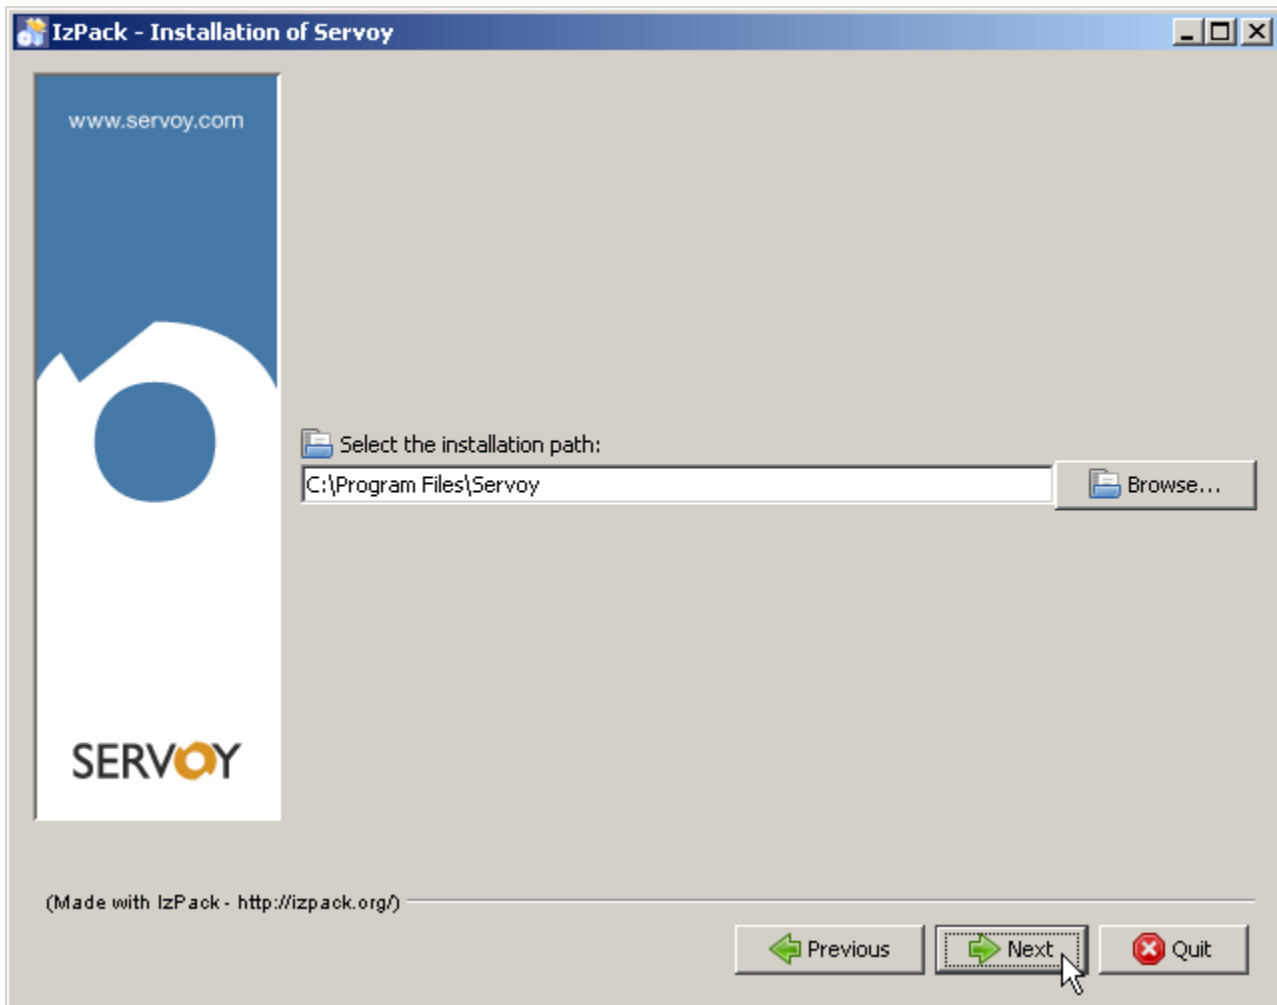 IzPack - Installation of Servoy
www.servoy.com
Select the installation path:
C:\Program Files\Servoy
Browse...
SERVOY
(Made with IzPack - http://izpack.org/)
Previous
Next
Quit